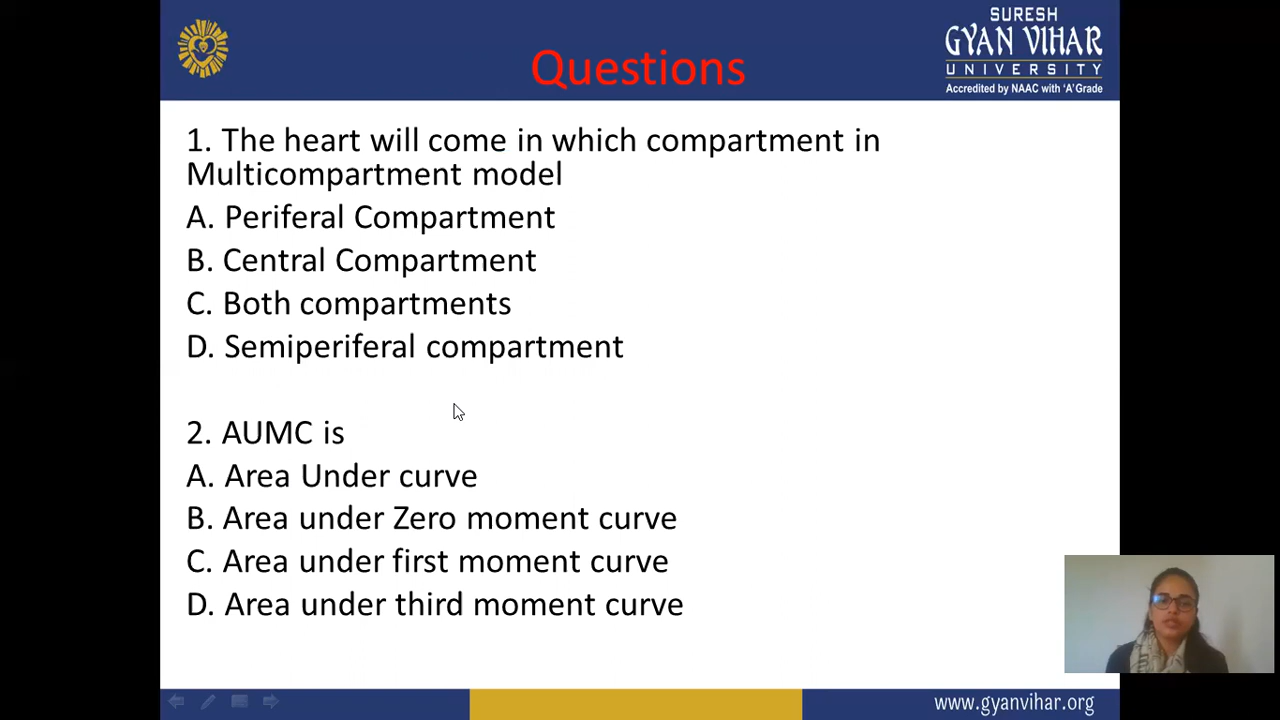 SURESH
GYAN VIHAR
UNIVERSITY
Accredited by NAAC with 'A'Grade
Questions
1. The heart will come in which compartment in
Multicompartment model
A. Periferal Compartment
B. Central Compartment
C. Both compartments
D. Semiperiferal compartment
2. AUMC is
A. Area Under curve
B. Area under Zero moment curve
C. Area under first moment curve
D. Area under third moment curve
www.gyanvihar.org